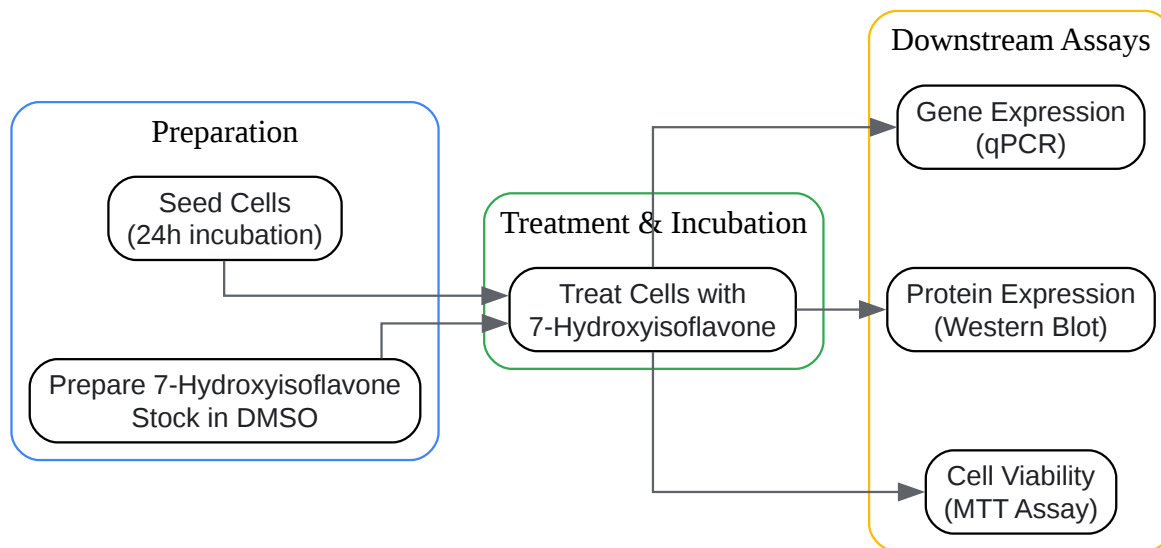 Preparation
Seed Cells
(24h incubation)
Prepare 7-Hydroxyisoflavone
Stock in DMSO
Treatment & Incubation
Treat Cells with
7-Hydroxyisoflavone
Downstream Assays
Gene Expression
(qPCR)
Protein Expression
(Western Blot)
Cell Viability
(MTT Assay)